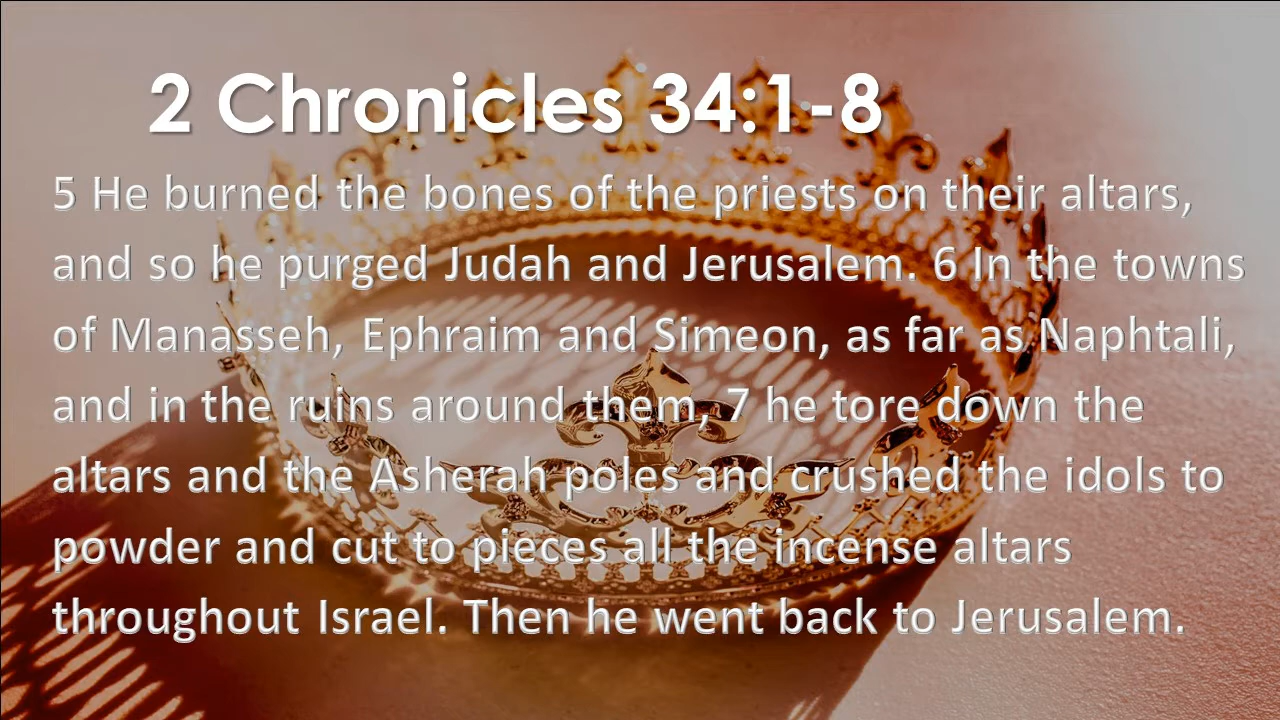 2 Chronicles 34:1-8
5 He burned the bones of the priests on their altars,
and so he purged Judah and Jerusalem. 6 In the towns
of Manasseh, Ephraim and Simeon, as far as Naphtali,
and in the ruins around them, 7 he tore down the
altars and the Asherah poles and crushed the idols to
powder and cut to pieces all the incense altars
throughout Israel. Then he went back to Jerusalem.